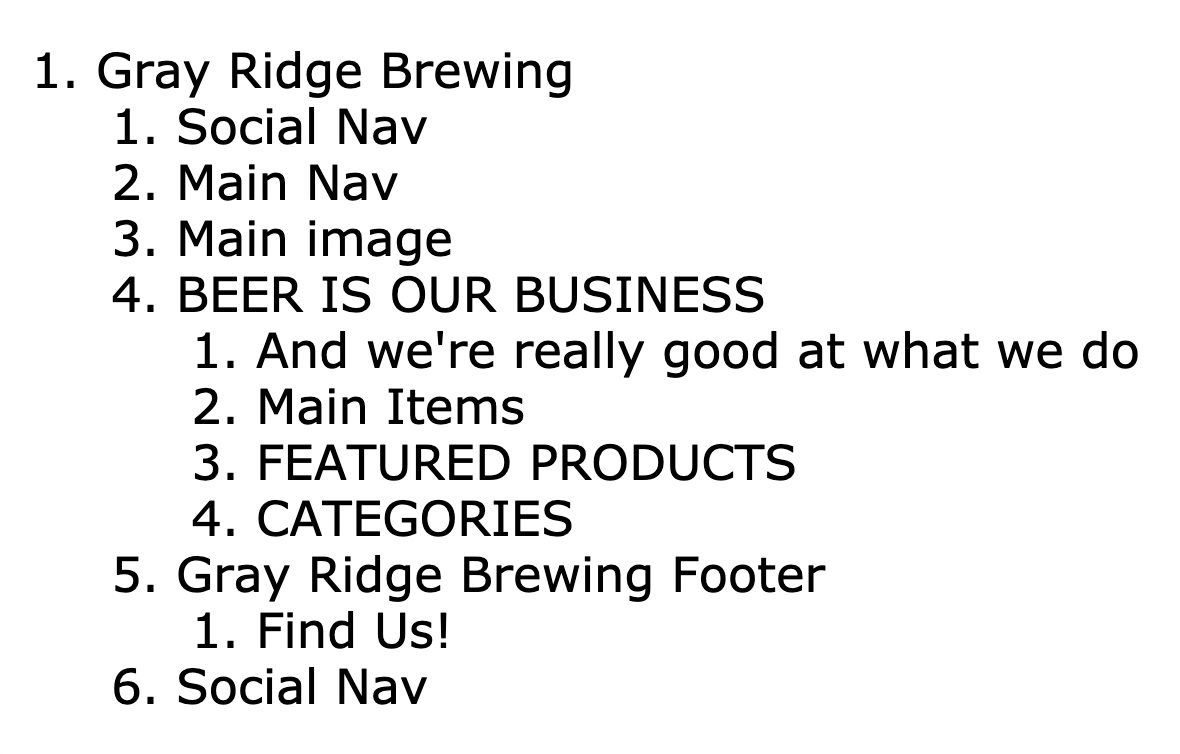 1. Gray Ridge Brewing
1. Social Nav
2. Main Nav
3. Main image
4. BEER IS OUR BUSINESS
1. And we're really good at what we do
2. Main Items
3. FEATURED PRODUCTS
4. CATEGORIES
5. Gray Ridge Brewing Footer
1. Find Us!
6. Social Nav